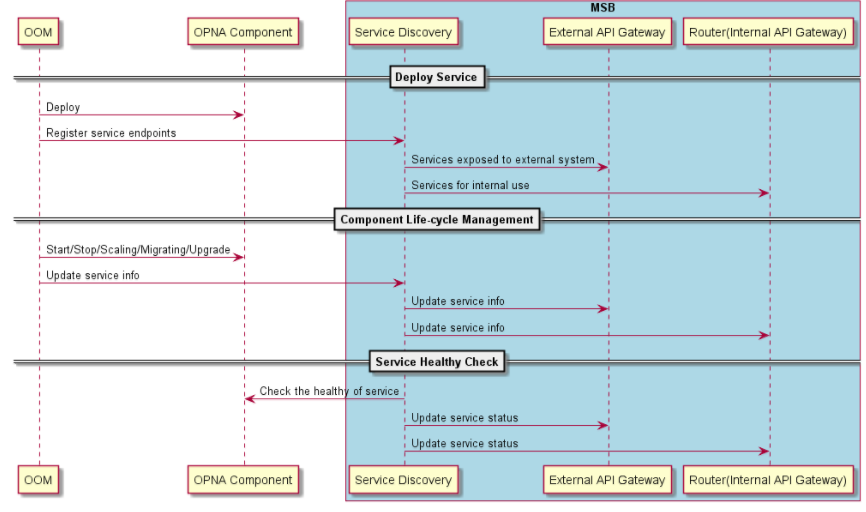 MSB
OOM
OPNA Component
Service Discovery
External API Gateway
Router(Internal API Gateway)
Deploy Service
Deploy
Register service endpoints
Services exposed to external system
Services for internal use
Component Life-cycle Management
Start/Stop/Scaling/Migrating/Upgrade
Update service info
Update service info
Update service info
Service Healthy Check
Check the healthy of service
Update service status
Update service status
OOM
OPNA Component
Service Discovery
External API Gateway
Router(Internal API Gateway)